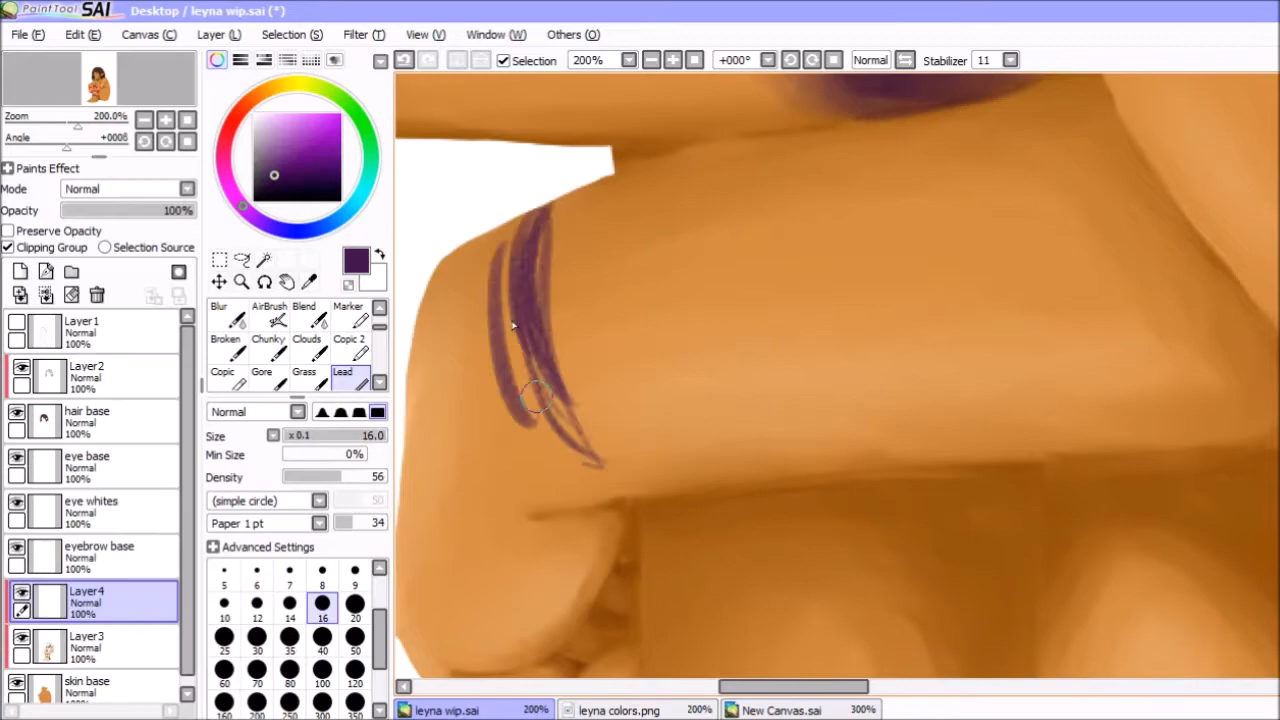 PaintTool SAI Desktop / leyna wip.sai (*)
File (F) Edit (E) Canvas (C) Layer (L) Selection (S) Filter (T) View (V) Window (W) Others (O)
Selection 200% +000° Normal Stabilizer 11
Zoom 200.0%
Angle
Paints Effect
Mode Normal
Opacity 100%
Preserve Opacity
Clipping Group Selection Source
Layer1
Normal
100%
Layer2
Normal
100%
hair base
Normal
100%
eye base
Normal
100%
eye whites
Normal
100%
eyebrow base
Normal
100%
Layer4
Normal
100%
Layer3
Normal
100%
skin base
Normal
100%
Blur AirBrush Blend Marker
Broken Chunky Clouds Copic 2
Copic Gore Grass Lead
Normal
Size x 0.1 16.0
Min Size 0%
Density 56
(simple circle) 50
Paper 1 pt 34
Advanced Settings
5 6 7 8 9
10 12 14 16 20
25 30 35 40 50
60 70 80 100 120
160 200 250 300 350
leyna wip.sai 200% leyna colors.png 200% New Canvas.sai 300%